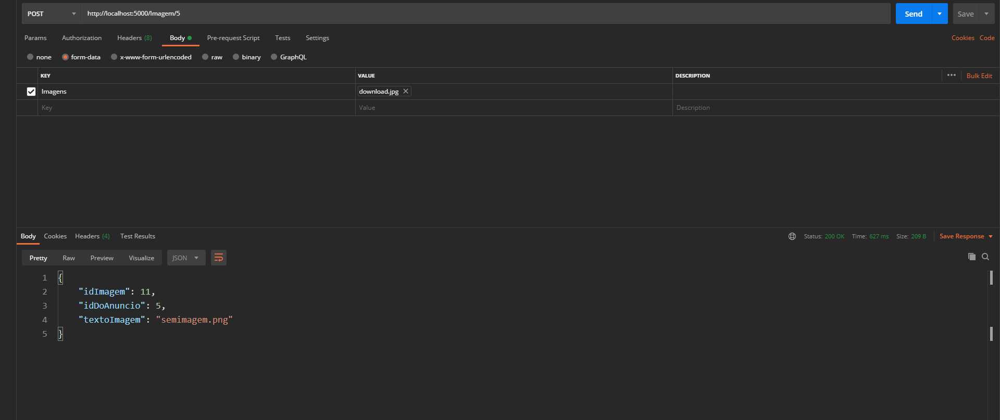 POST http://localhost:5000/Imagem/5 Send Save
Params Authorization Headers (8) Body Pre-request Script Tests Settings Cookies Code
none form-data x-www-form-urlencoded raw binary GraphQL
KEY VALUE DESCRIPTION ••• Bulk Edit
Imagens download.jpg
Key Value Description
Body Cookies Headers (4) Test Results Status: 200 OK Time: 627 ms Size: 209 B Save Response
Pretty Raw Preview Visualize JSON
1 {
2 "idImagem": 11,
3 "idDoAnuncio": 5,
4 "textoImagem": "semimagem.png"
5 }